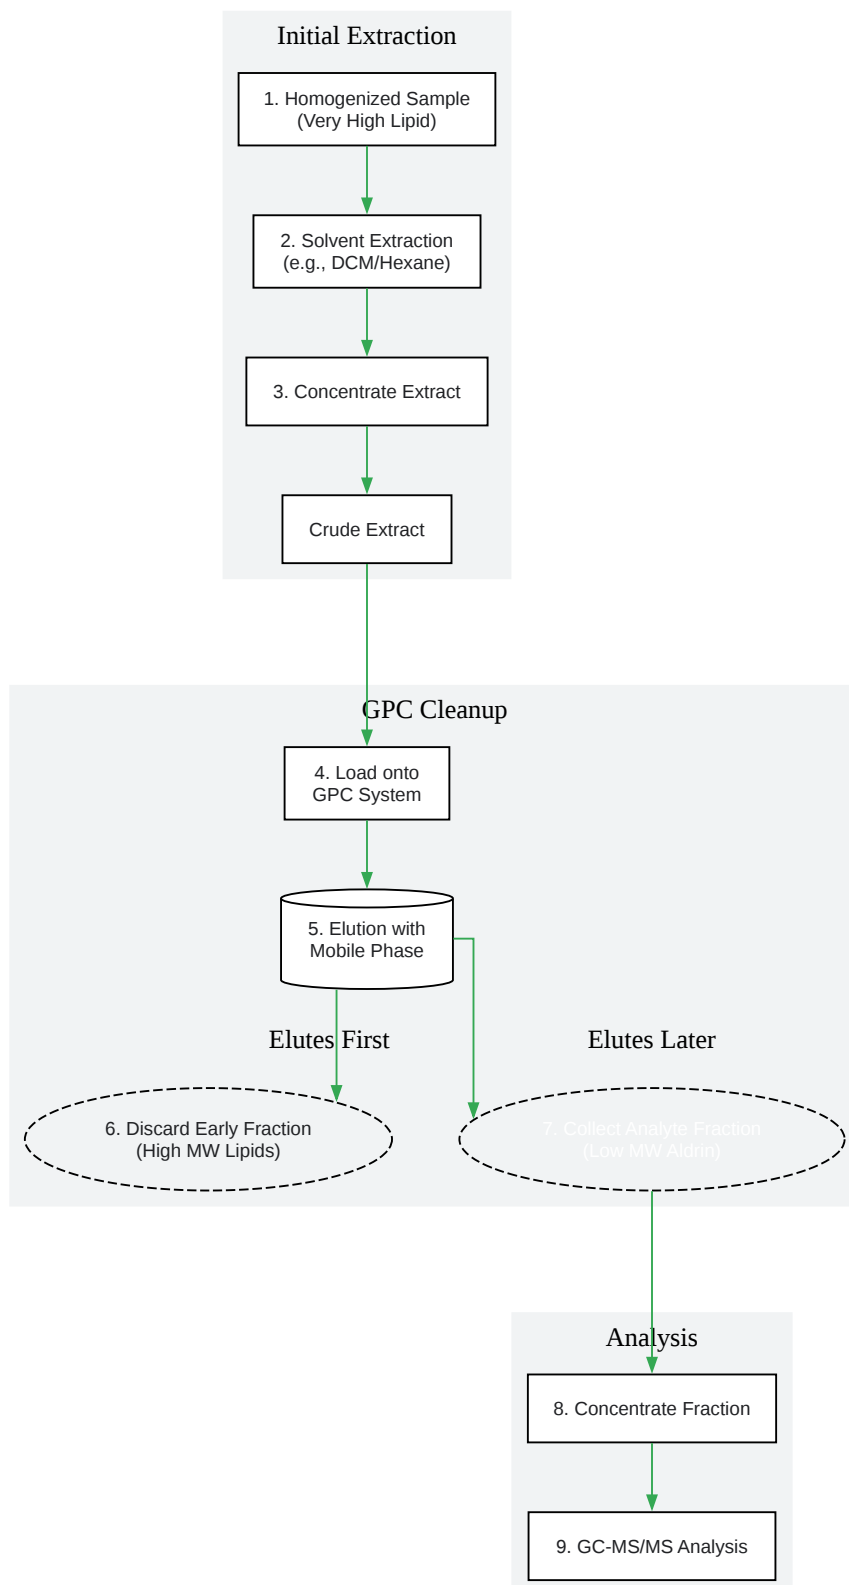 Initial Extraction
1. Homogenized Sample
(Very High Lipid)
2. Solvent Extraction
(e.g., DCM/Hexane)
3. Concentrate Extract
Crude Extract
GPC Cleanup
4. Load onto
GPC System
5. Elution with
Mobile Phase
Elutes First
Elutes Later
6. Discard Early Fraction
(High MW Lipids)
7. Collect Analyte Fraction
(Low MW Aldrin)
Analysis
8. Concentrate Fraction
9. GC-MS/MS Analysis